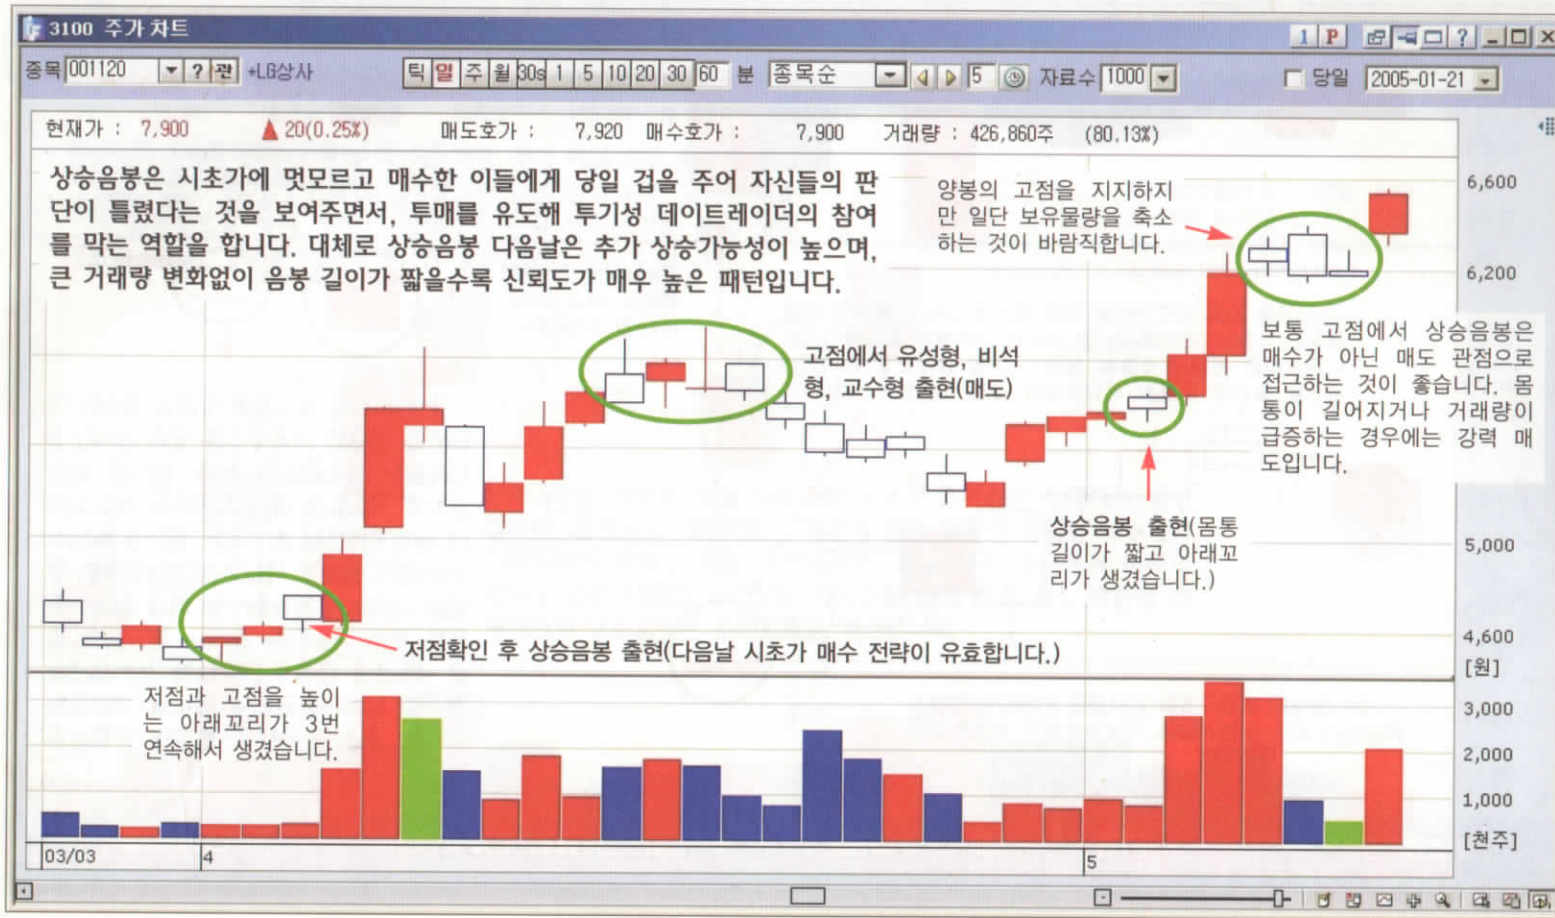 3100 주가 차트
1 P ?
종목 001120 ? 관 *LG상사 틱 일 주 월 30s 1 5 10 20 30 60 분 종목순 5 자료수 1000 당일 2005-01-21
현재가 : 7,900 ▲ 20(0.25%) 매도호가 : 7,920 매수호가 : 7,900 거래량 : 426,860주 (80.13%)
상승음봉은 시초가에 멋모르고 매수한 이들에게 당일 겁을 주어 자신들의 판
단이 틀렸다는 것을 보여주면서, 투매를 유도해 투기성 데이트레이더의 참여
를 막는 역할을 합니다. 대체로 상승음봉 다음날은 추가 상승가능성이 높으며,
큰 거래량 변화없이 음봉 길이가 짧을수록 신뢰도가 매우 높은 패턴입니다.
양봉의 고점을 지지하지
만 일단 보유물량을 축소
하는 것이 바람직합니다.
6,600
6,200
고점에서 유성형, 비석
형, 교수형 출현(매도)
보통 고점에서 상승음봉은
매수가 아닌 매도 관점으로
접근하는 것이 좋습니다. 몸
통이 길어지거나 거래량이
급증하는 경우에는 강력 매
도입니다.
상승음봉 출현(몸통
길이가 짧고 아래꼬
리가 생겼습니다.)
5,000
4,600
[원]
저점확인 후 상승음봉 출현(다음날 시초가 매수 전략이 유효합니다.)
저점과 고점을 높이
는 아래꼬리가 3번
연속해서 생겼습니다.
3,000
2,000
1,000
[천주]
03/03 4 5